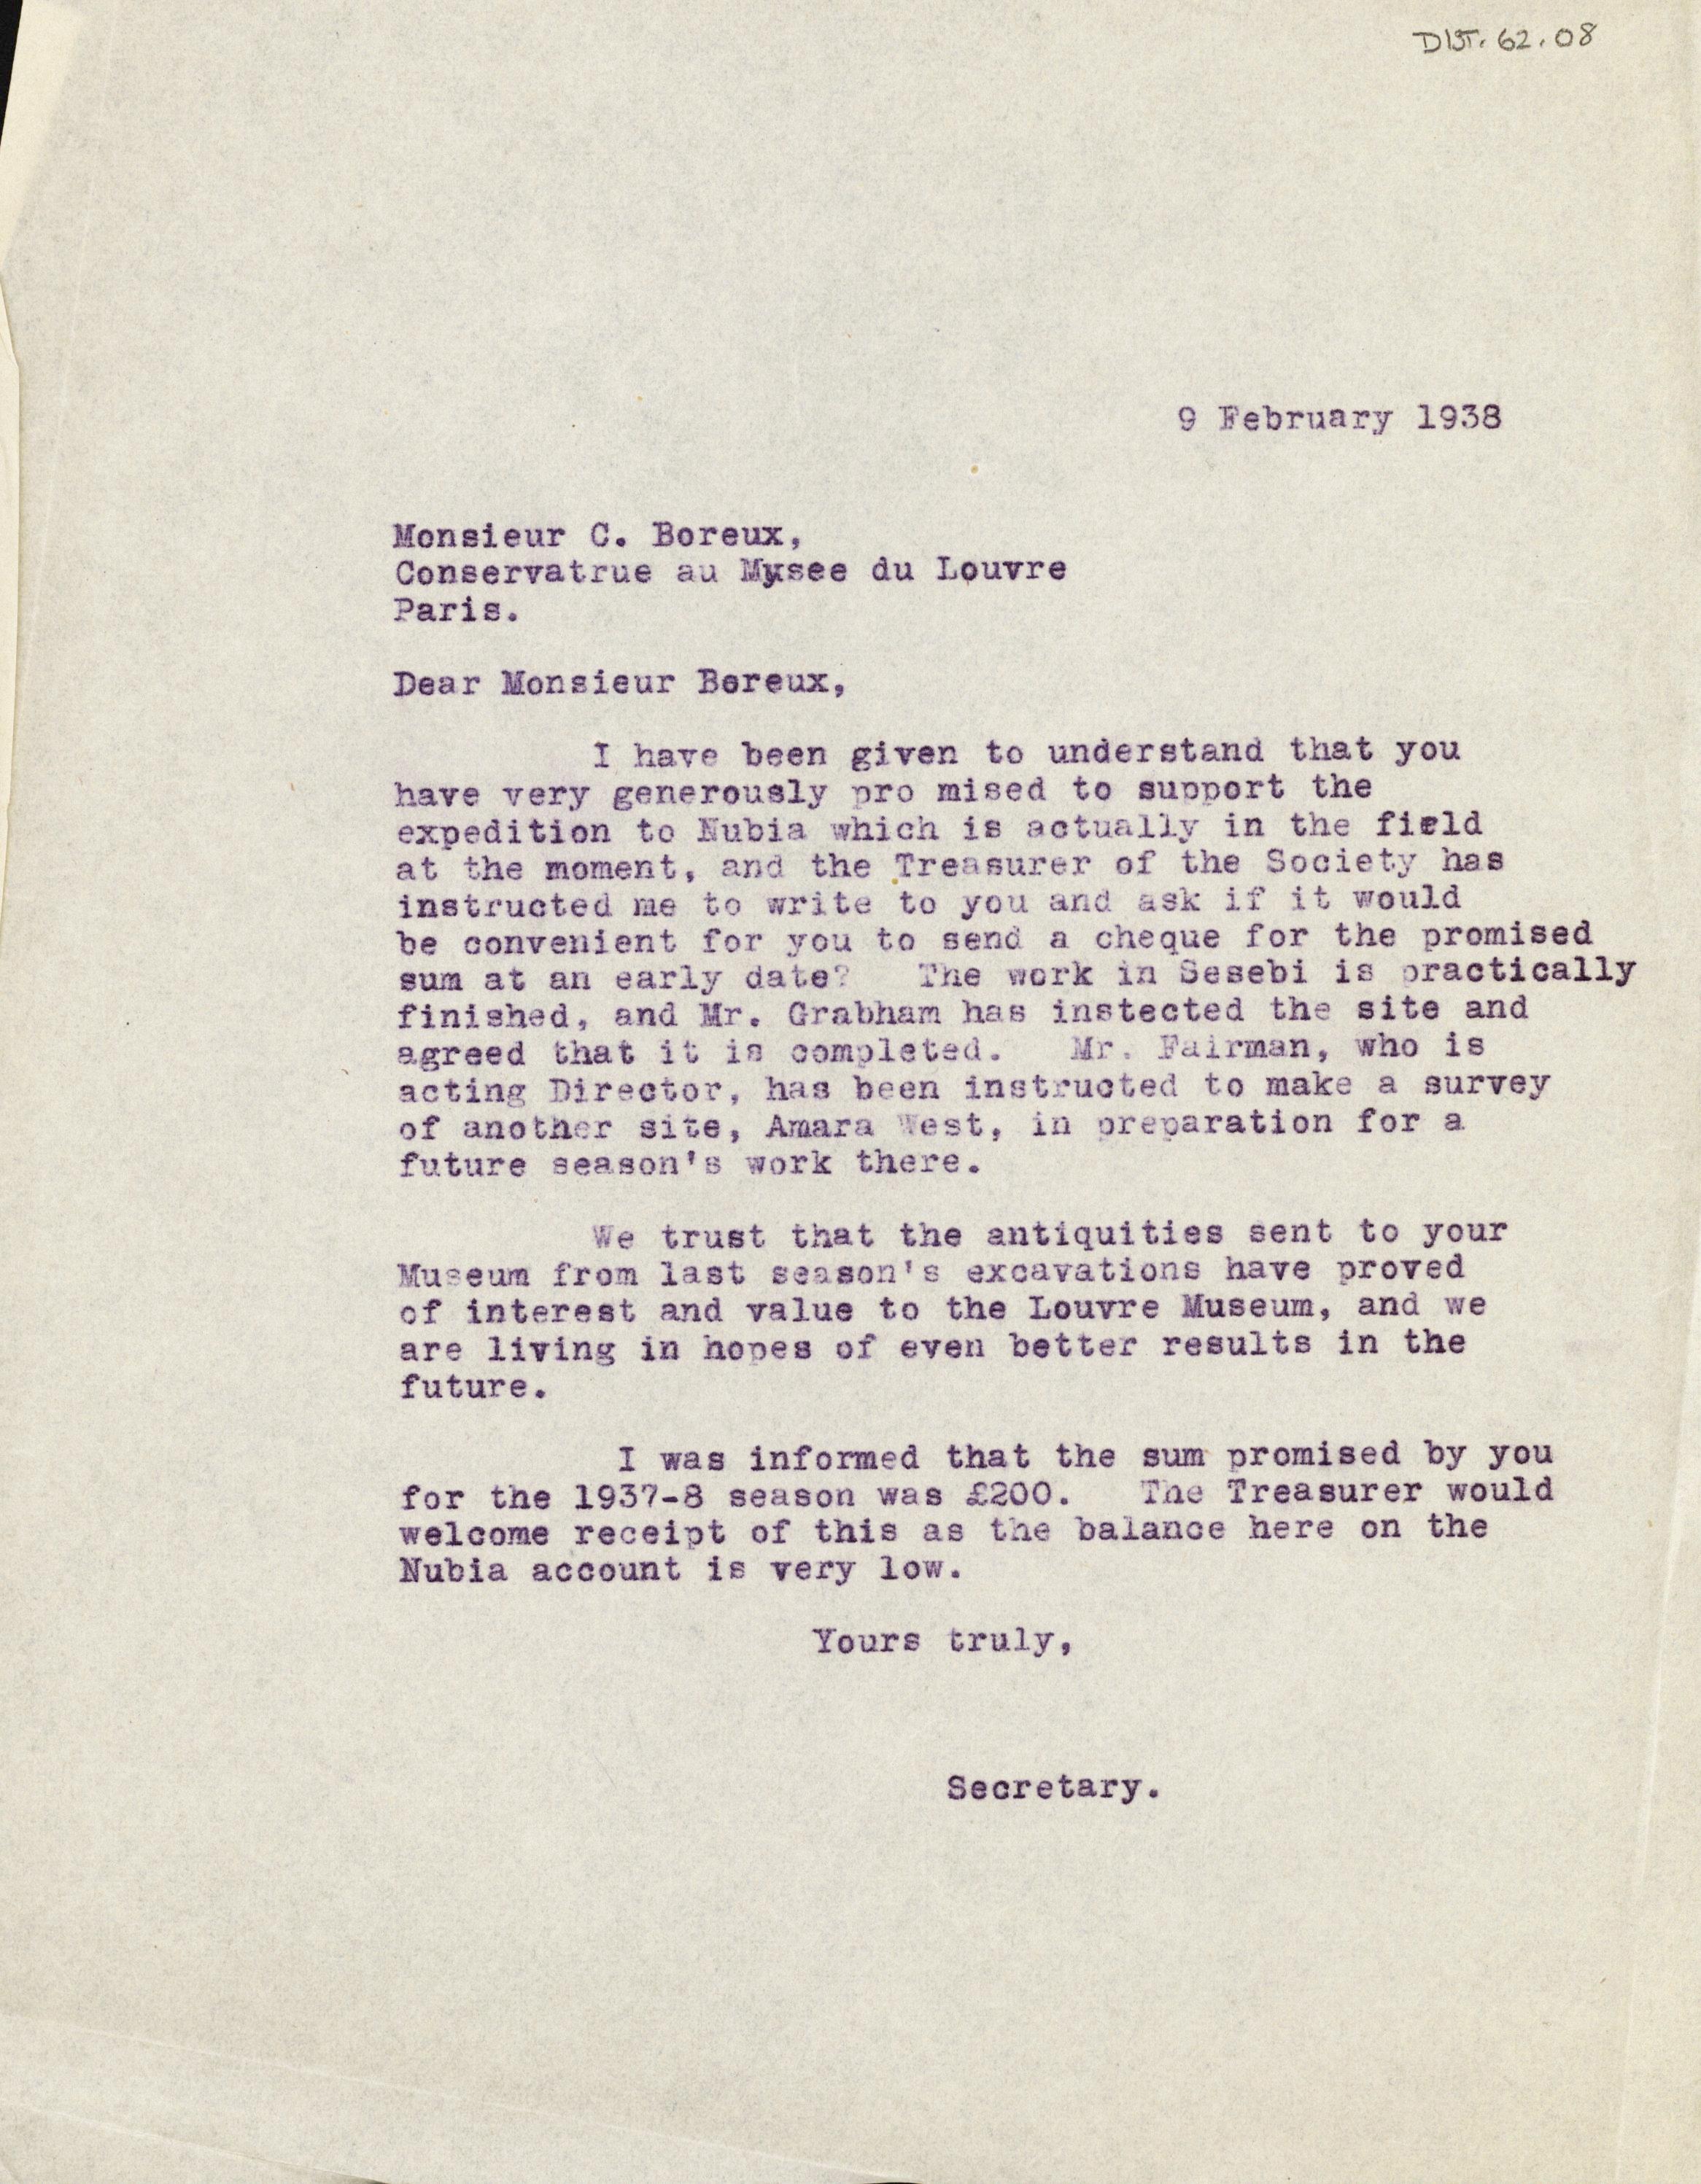 DIST. 62.08
9 February 1938
Monsieur C. Boreux,
Conservatrue au Musee du Louvre
Paris.
Dear Monsieur Boreux,
I have been given to understand that you
have very generously pro mised to support the
expedition to Nubia which is actually in the field
at the moment, and the Treasurer of the Society has
instructed me to write to you and ask if it would
be convenient for you to send a cheque for the promised
sum at an early date? The work in Sesebi is practically
finished, and Mr. Grabham has instected the site and
agreed that it is completed. Mr. Fairman, who is
acting Director, has been instructed to make a survey
of another site, Amara West, in preparation for a
future season's work there.
We trust that the antiquities sent to your
Museum from last season's excavations have proved
of interest and value to the Louvre Museum, and we
are living in hopes of even better results in the
future.
I was informed that the sum promised by you
for the 1937-8 season was £200. The Treasurer would
welcome receipt of this as the balance here on the
Nubia account is very low.
Yours truly,
Secretary.